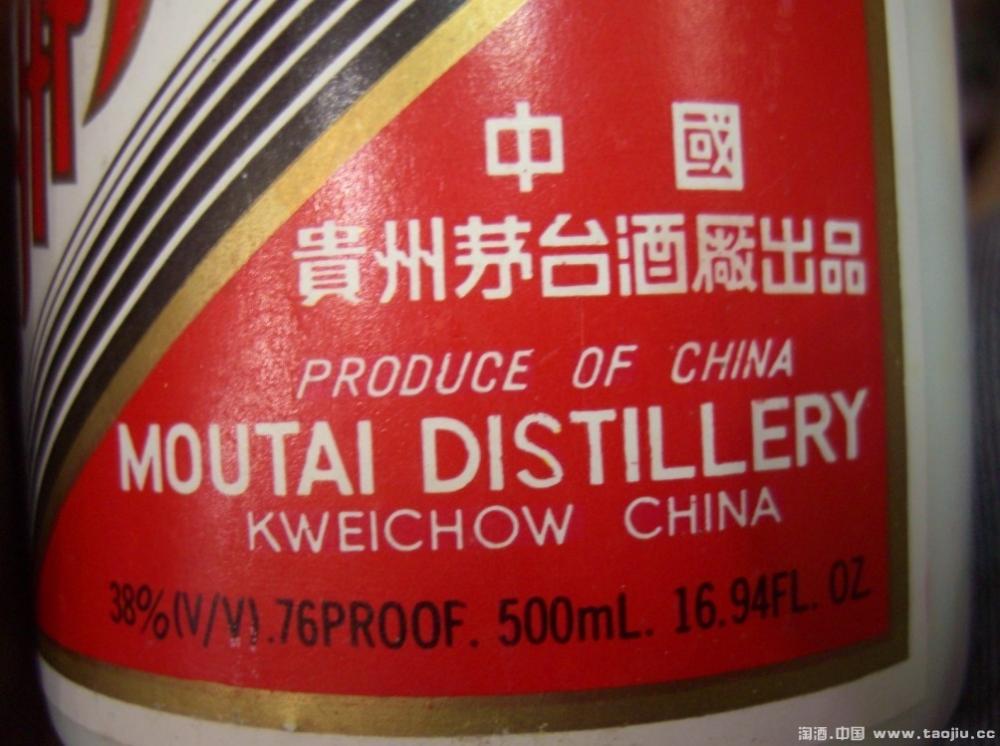 中 國
貴州茅台酒廠出品
PRODUCE OF CHINA
MOUTAI DISTILLERY
KWEICHOW CHINA
38%(V/V).76PROOF. 500mL. 16.94FL. OZ
淘酒.中国 www.taojiu.cc